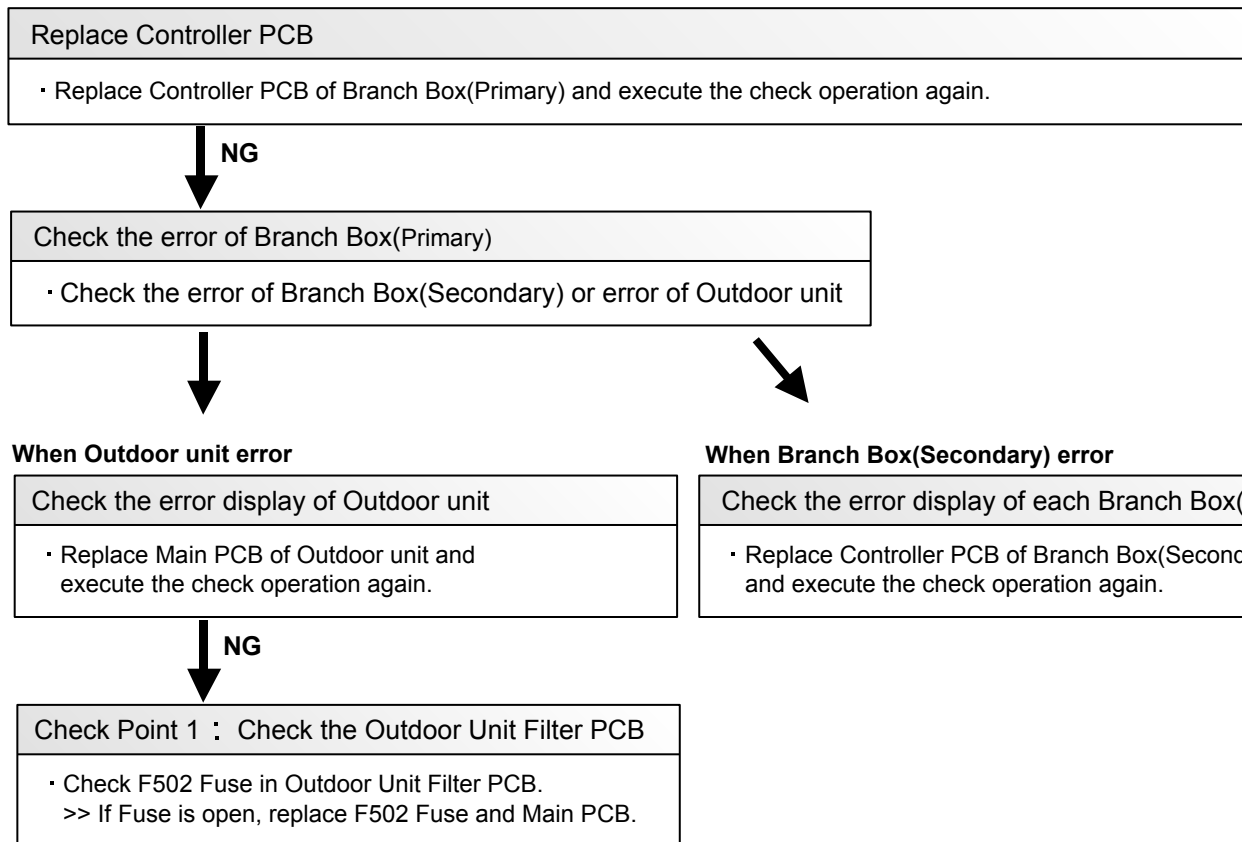 Replace Controller PCB
· Replace Controller PCB of Branch Box(Primary) and execute the check operation again.
NG
Check the error of Branch Box(Primary)
· Check the error of Branch Box(Secondary) or error of Outdoor unit
When Outdoor unit error
Check the error display of Outdoor unit
· Replace Main PCB of Outdoor unit and
execute the check operation again.
NG
Check Point 1 : Check the Outdoor Unit Filter PCB
· Check F502 Fuse in Outdoor Unit Filter PCB.
>> If Fuse is open, replace F502 Fuse and Main PCB.
When Branch Box(Secondary) error
Check the error display of each Branch Box(
· Replace Controller PCB of Branch Box(Second
and execute the check operation again.